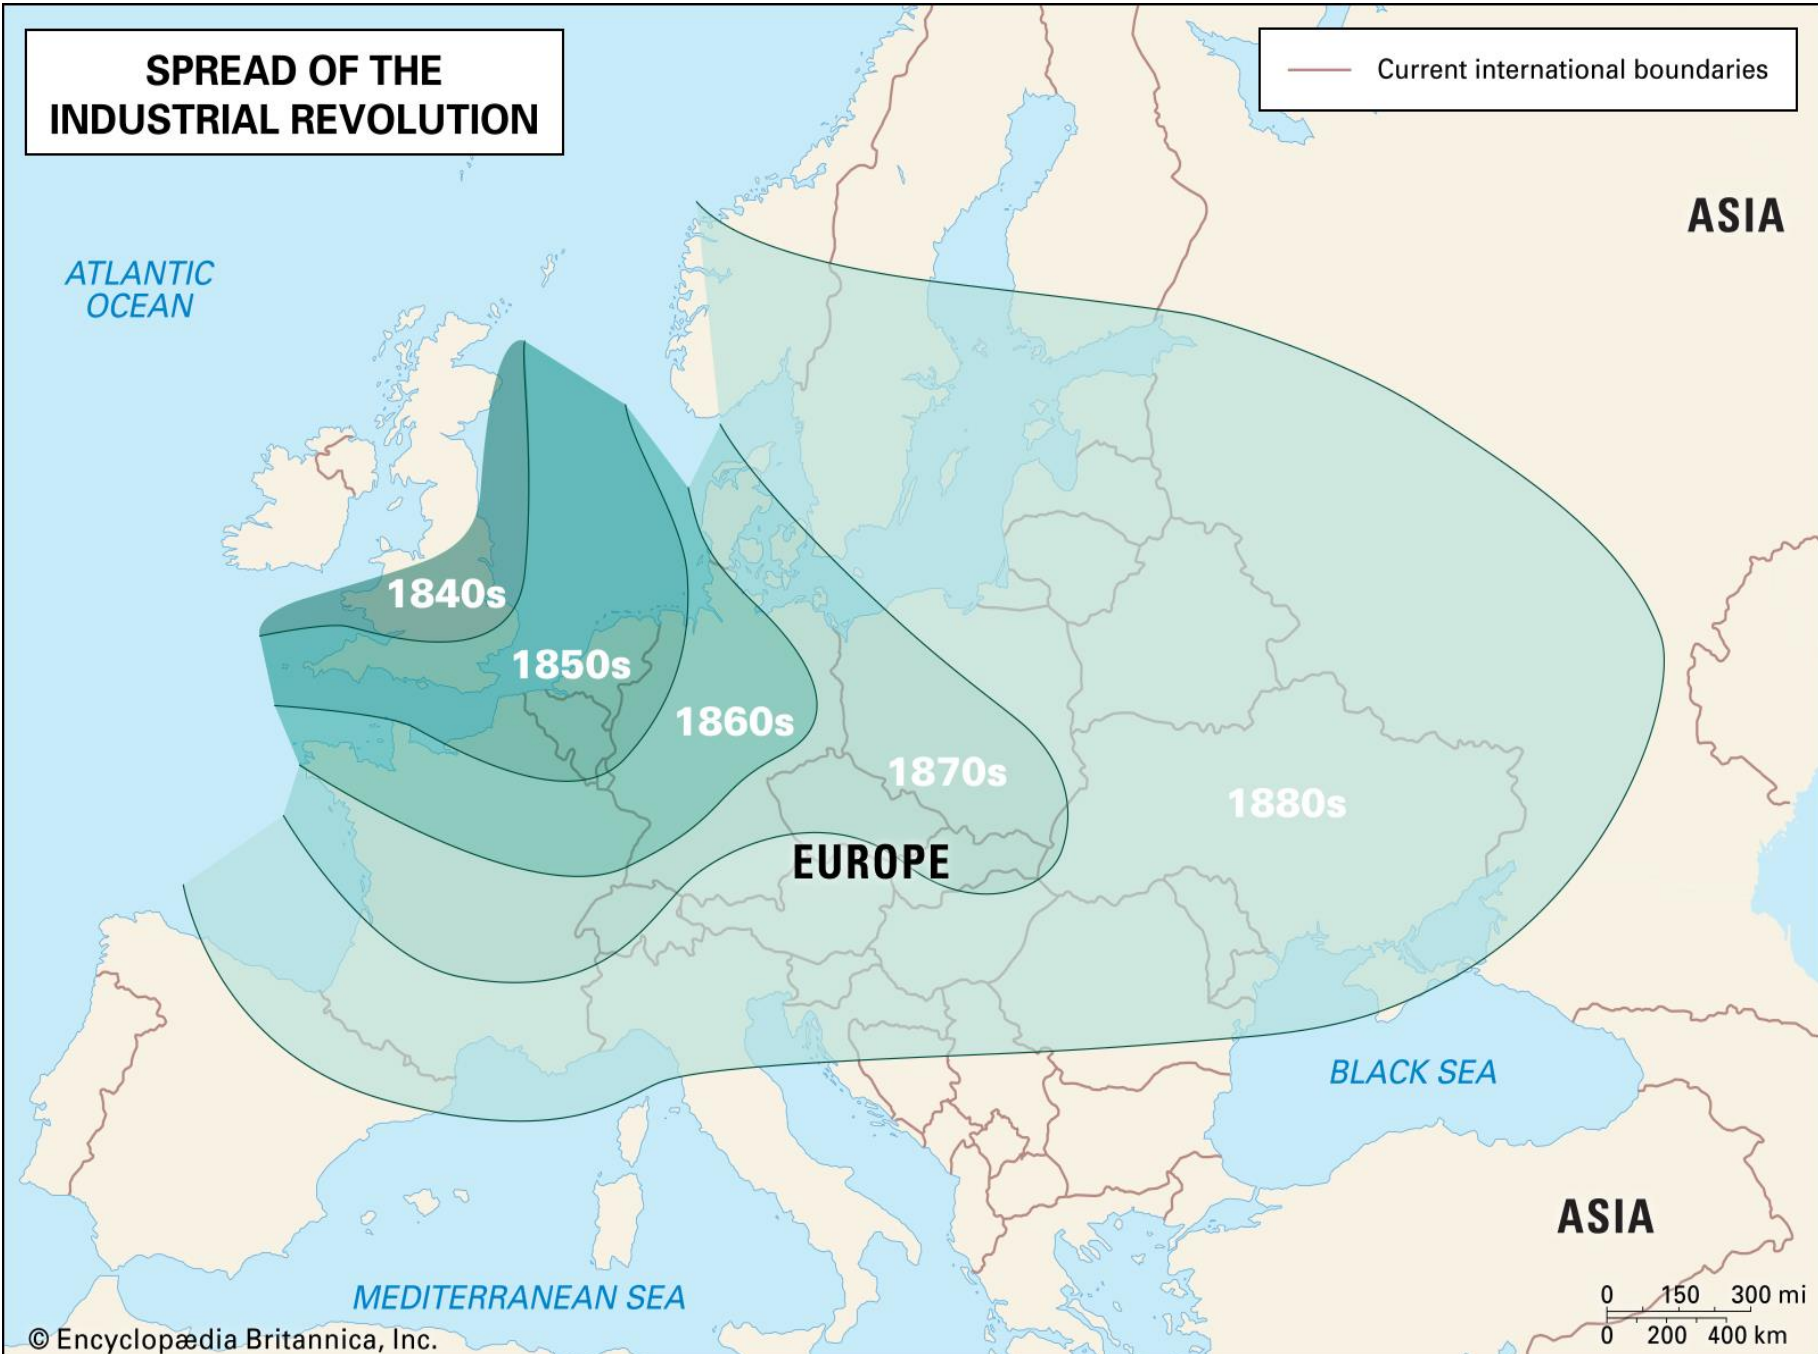 SPREAD OF THE
INDUSTRIAL REVOLUTION
Current international boundaries
ASIA
ATLANTIC
OCEAN
1840s
1850s
1860s
1870s
1880s
EUROPE
BLACK SEA
ASIA
MEDITERRANEAN SEA
0 150 300 mi
0 200 400 km
© Encyclopædia Britannica, Inc.